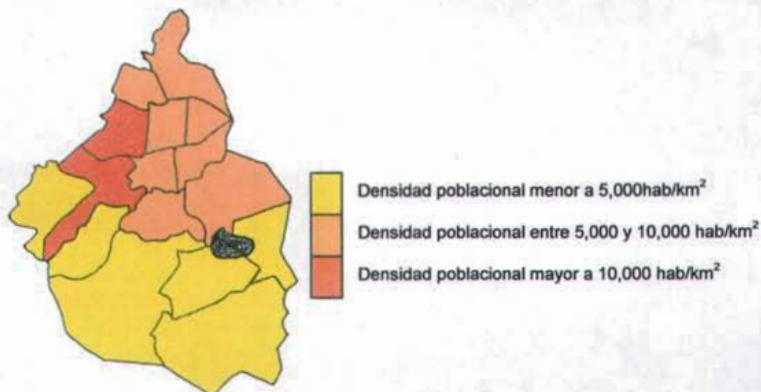 Densidad poblacional menor a 5,000hab/km²
Densidad poblacional entre 5,000 y 10,000 hab/km²
Densidad poblacional mayor a 10,000 hab/km²